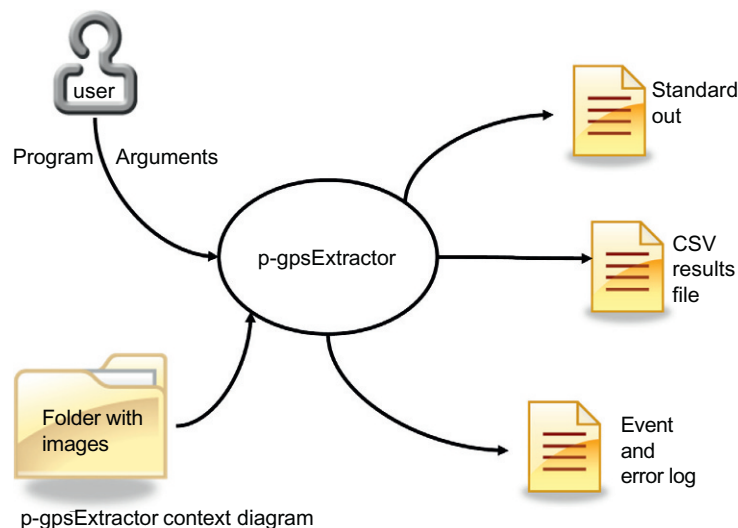 user
Program Arguments
Standard
out
p-gpsExtractor
CSV
results
file
Folder with
images
Event
and
error log
p-gpsExtractor context diagram